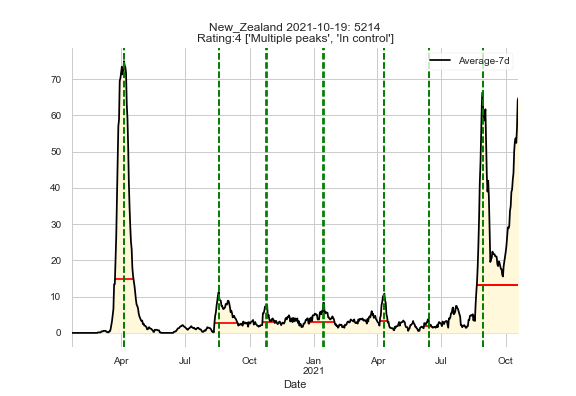 New_Zealand 2021-10-19: 5214
Rating:4 ['Multiple peaks', 'In control']
Average-7d
70
60
50
40
30
20
10
0
Apr Jul Oct Jan Apr Jul Oct
2021
Date